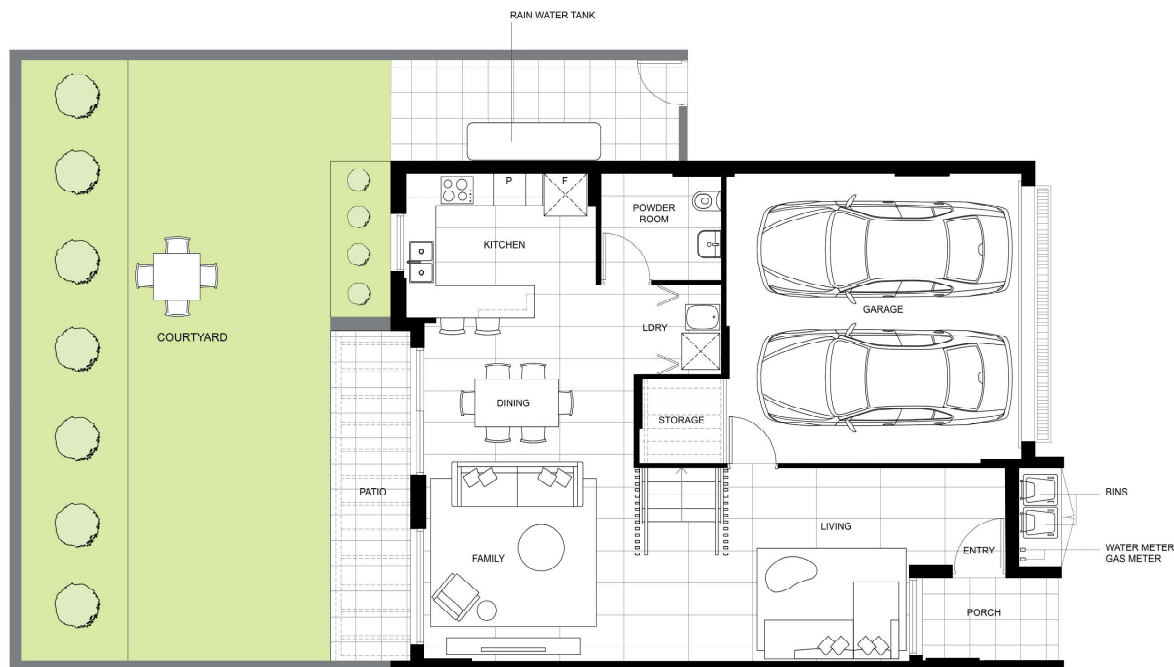 RAIN WATER TANK
P
F
POWDER
ROOM
KITCHEN
GARAGE
LDRY
COURTYARD
DINING
STORAGE
PATIO
BINS
LIVING
FAMILY
ENTRY
WATER METER
GAS METER
PORCH